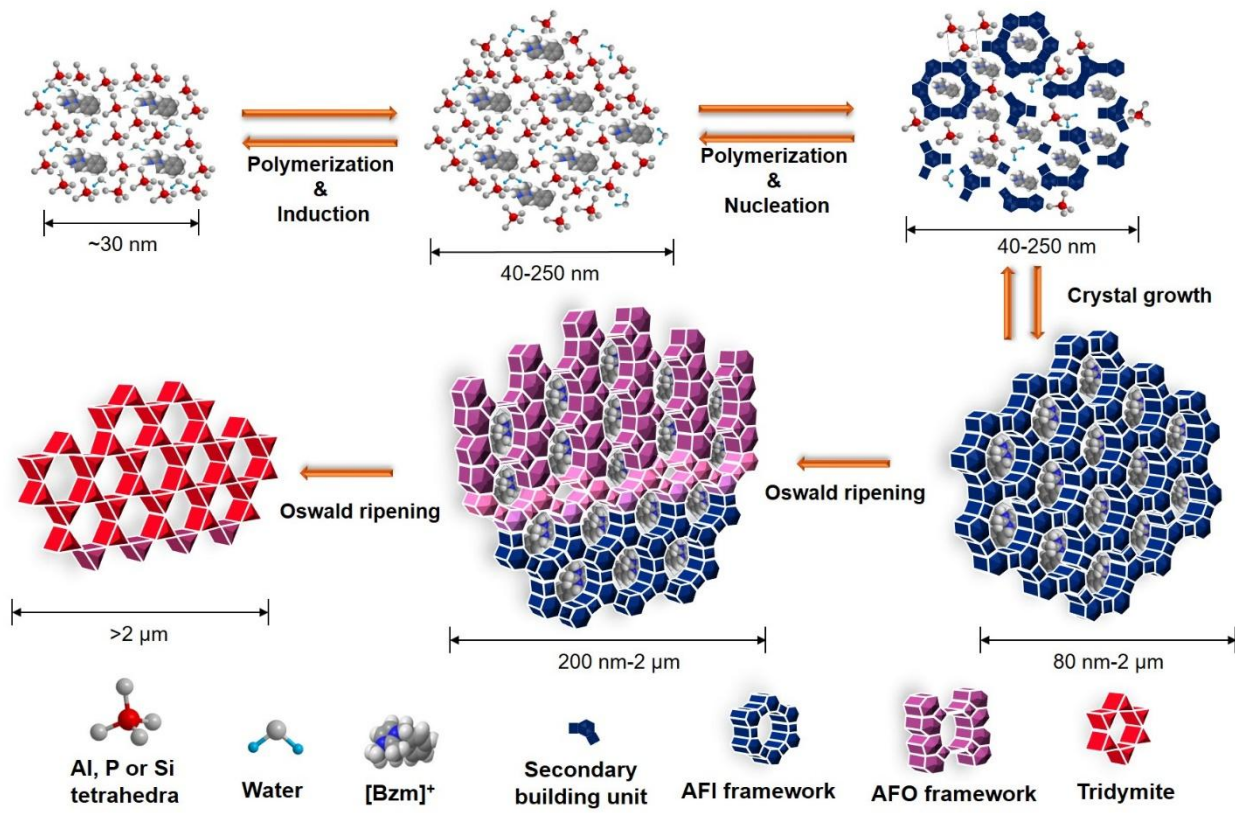 Polymerization
&
Induction
Polymerization
&
Nucleation
~30 nm
40-250 nm
40-250 nm
Crystal growth
Oswald ripening
Oswald ripening
>2 μm
200 nm-2 μm
80 nm-2 μm
Al, P or Si
tetrahedra
Water
[Bzm]⁺
Secondary
building unit
AFI framework
AFO framework
Tridymite